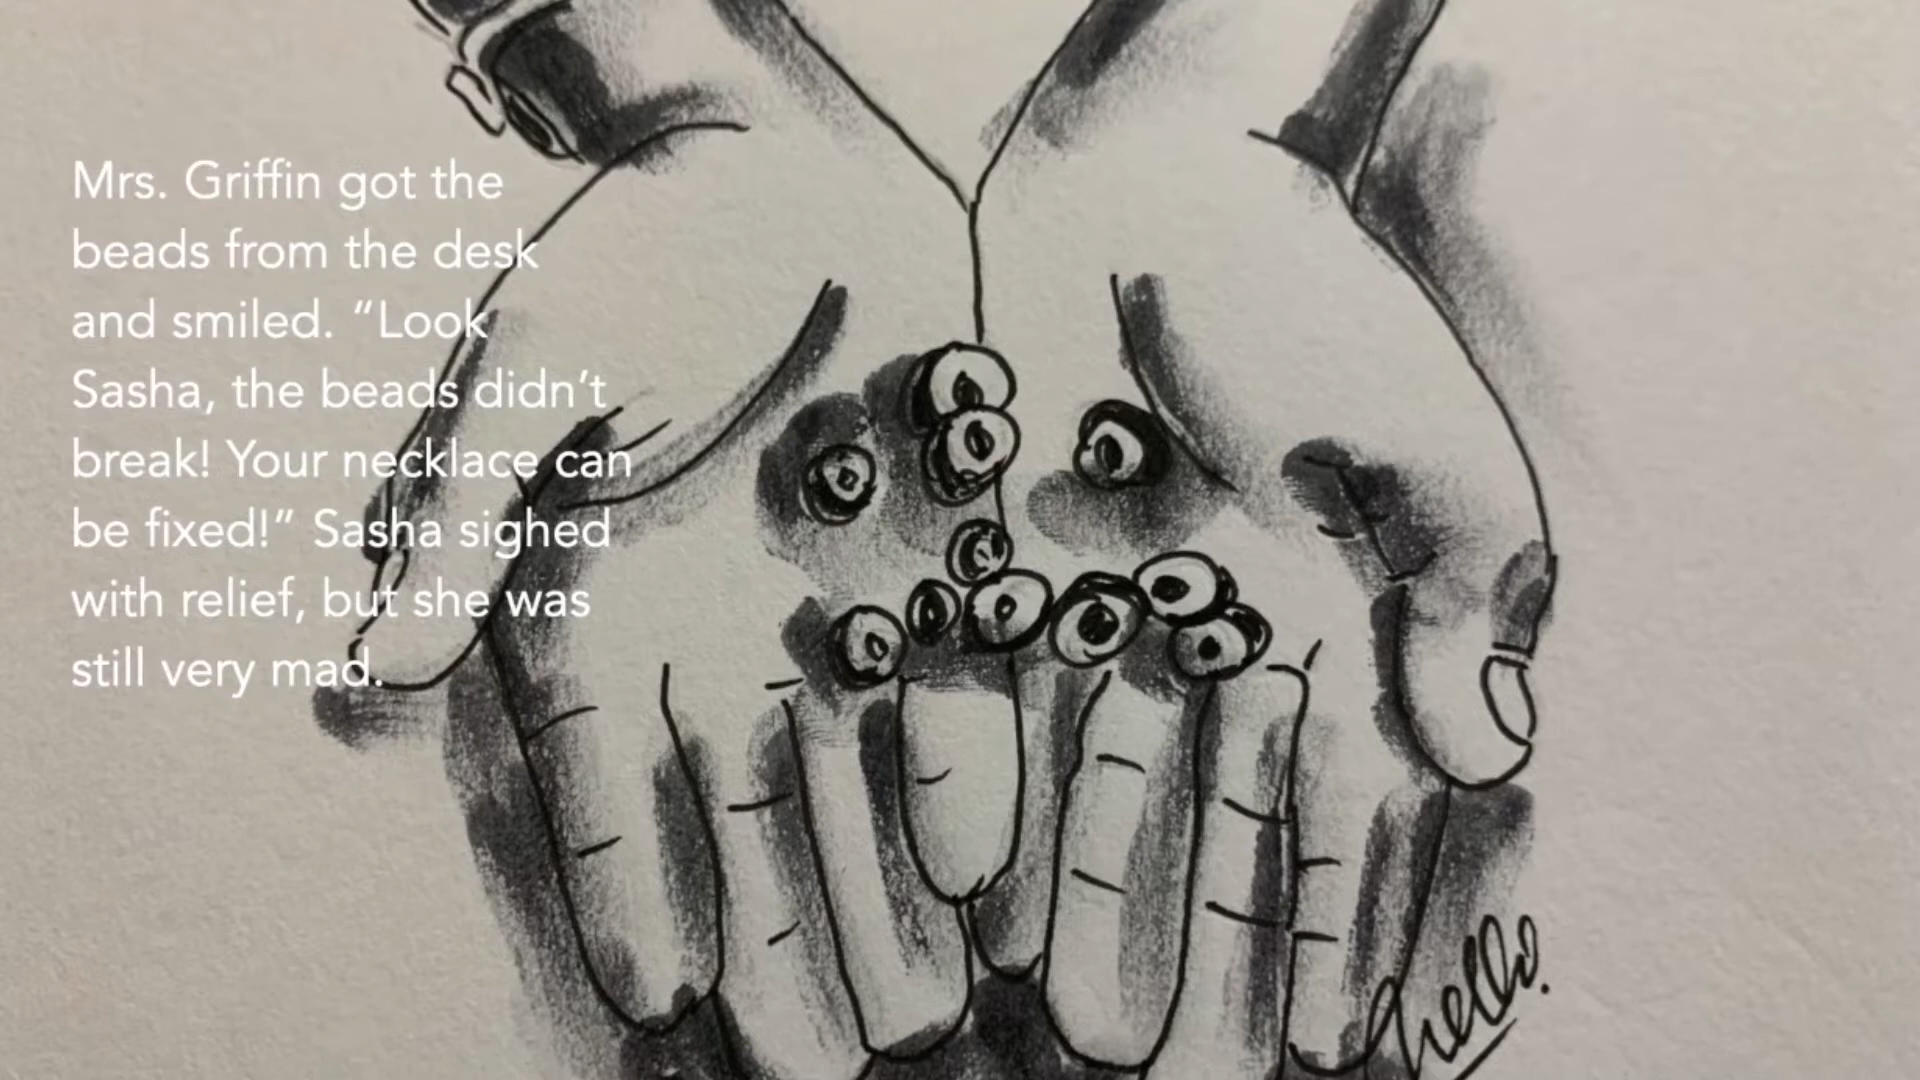 Mrs. Griffin got the
beads from the desk
and smiled. “Look
Sasha, the beads didn’t
break! Your necklace can
be fixed!” Sasha sighed
with relief, but she was
still very mad.
hello.